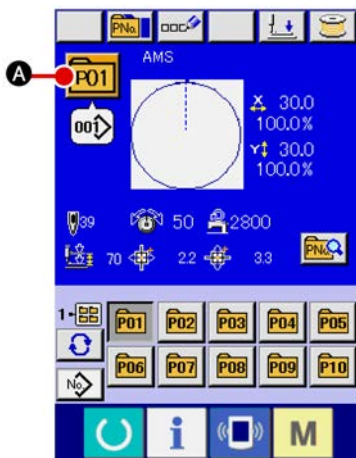 PNo.
AMS
A P01
X 30.0
100.0%
001
Y 30.0
100.0%
39 50 2800
70 2.2 3.3 PNo.
1- P01 P02 P03 P04 P05
No. P06 P07 P08 P09 P10
i M